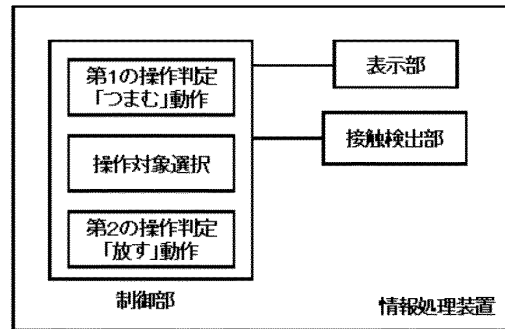 第1の操作判定
「つまむ」動作
操作対象選択
第2の操作判定
「放す」動作
制御部
表示部
接触検出部
情報処理装置